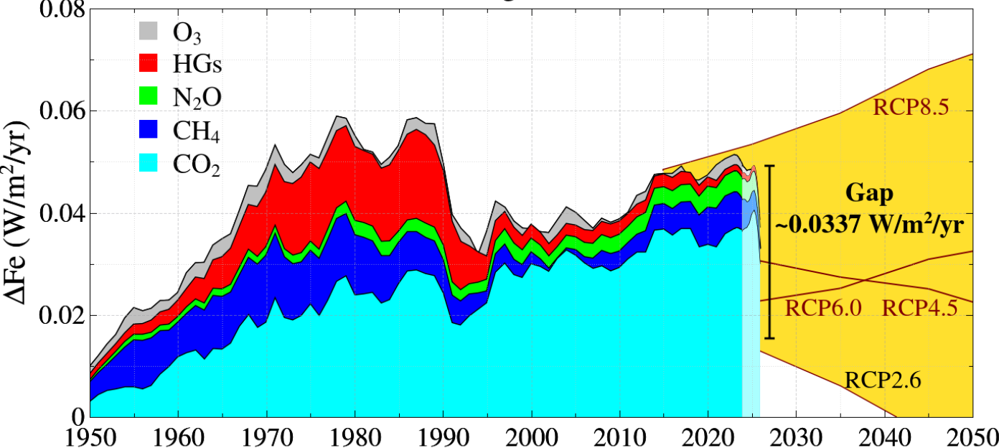 0.08
0.06
0.04
0.02
0
ΔFe (W/m²/yr)
O₃
HGs
N₂O
CH₄
CO₂
RCP8.5
Gap
~0.0337 W/m²/yr
RCP6.0
RCP4.5
RCP2.6
1950 1960 1970 1980 1990 2000 2010 2020 2030 2040 2050